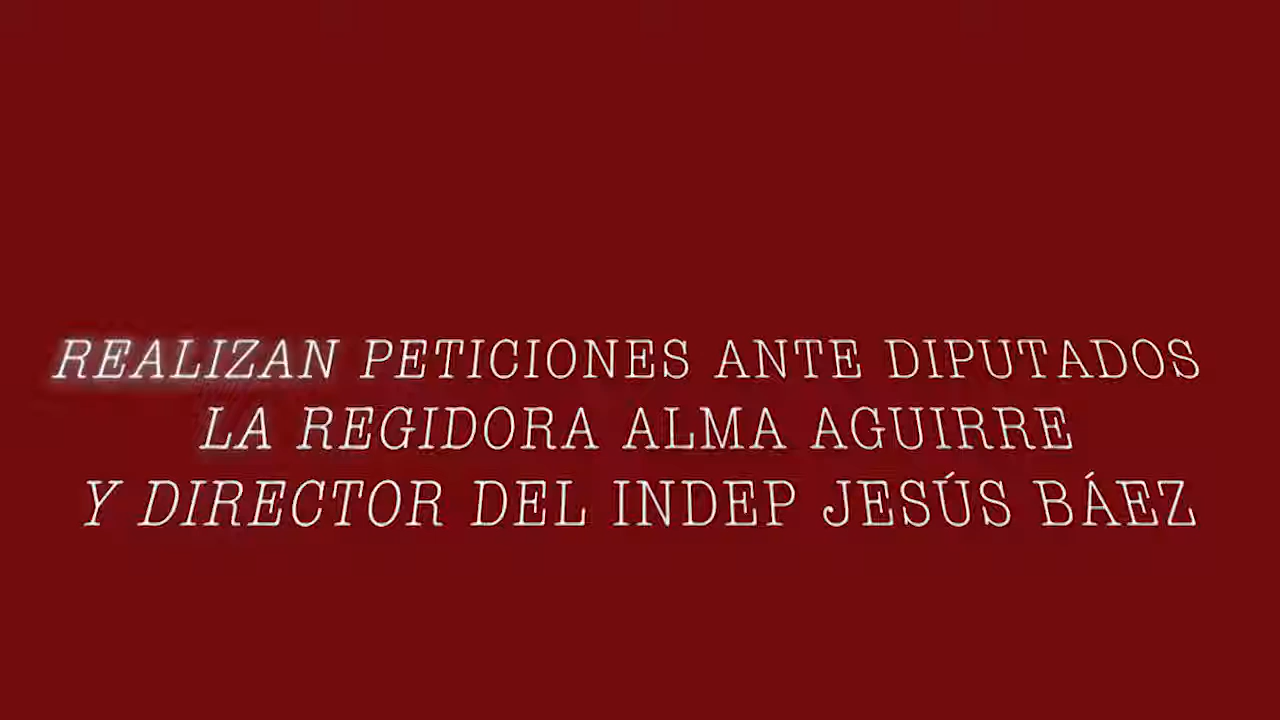 REALIZAN PETICIONES ANTE DIPUTADOS
LA REGIDORA ALMA AGUIRRE
Y DIRECTOR DEL INDEP JESÚS BÁEZ